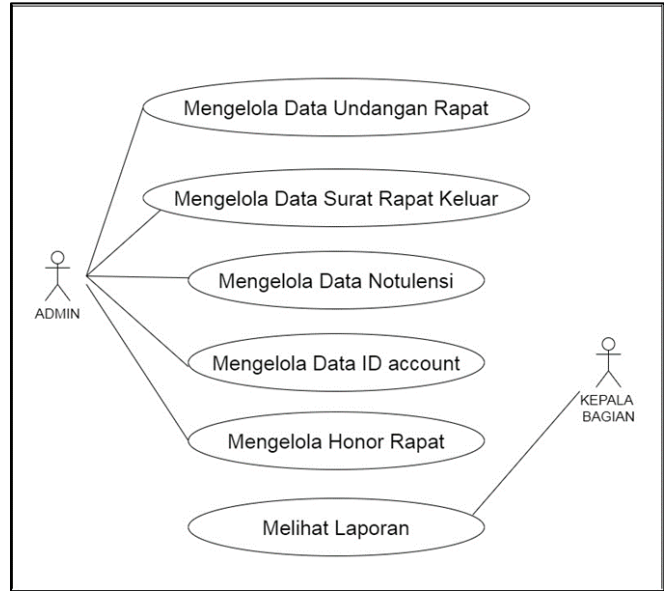 Mengelola Data Undangan Rapat
Mengelola Data Surat Rapat Keluar
Mengelola Data Notulensi
ADMIN
Mengelola Data ID account
KEPALA
BAGIAN
Mengelola Honor Rapat
Melihat Laporan